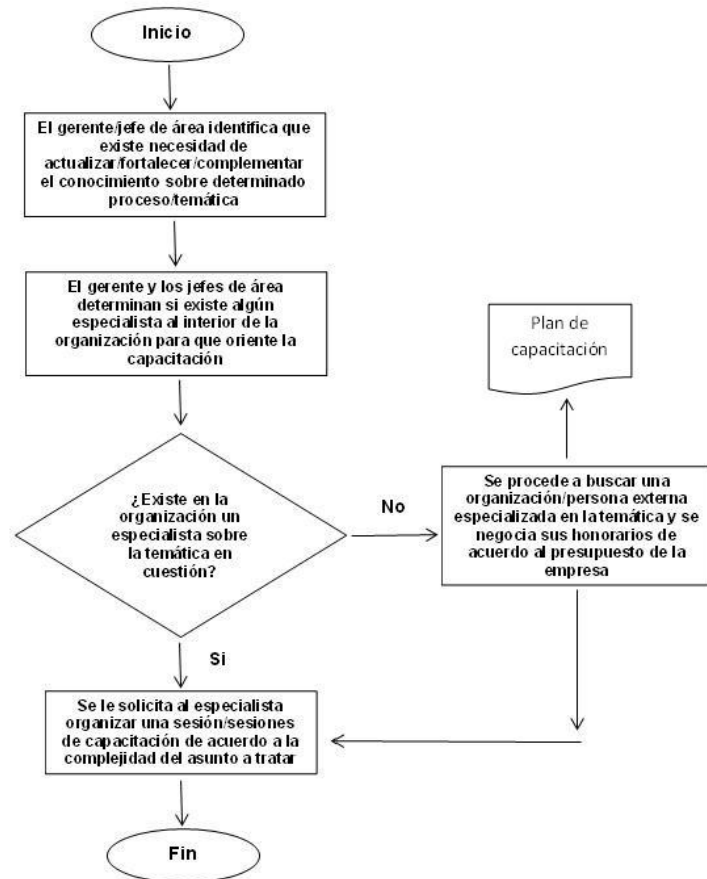 Inicio
El gerente/jefe de área identifica que
existe necesidad de
actualizar/fortalecer/complementar
el conocimiento sobre determinado
proceso/temática
El gerente y los jefes de área
determinan si existe algún
especialista al interior de la
organización para que oriente la
capacitación
Plan de
capacitación
¿Existe en la
organización un
especialista sobre
la temática en
cuestión?
No
Se procede a buscar una
organización/persona externa
especializada en la temática y se
negocia sus honorarios de
acuerdo al presupuesto de la
empresa
Si
Se le solicita al especialista
organizar una sesión/sesiones
de capacitación de acuerdo a la
complejidad del asunto a tratar
Fin